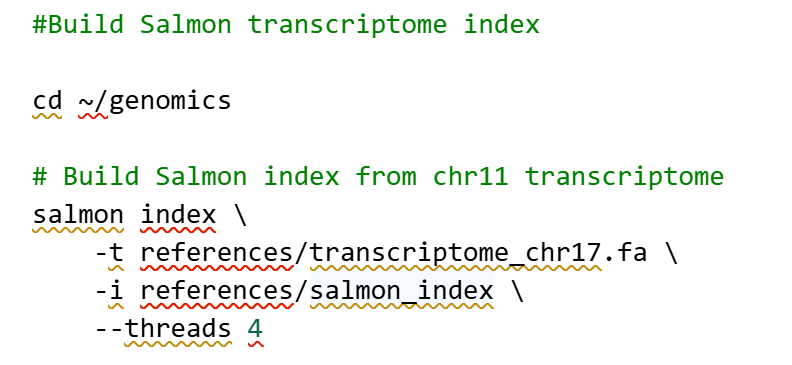 #Build Salmon transcriptome index
cd ~/genomics
# Build Salmon index from chr11 transcriptome
salmon index \
-t references/transcriptome_chr17.fa \
-i references/salmon_index \
--threads 4